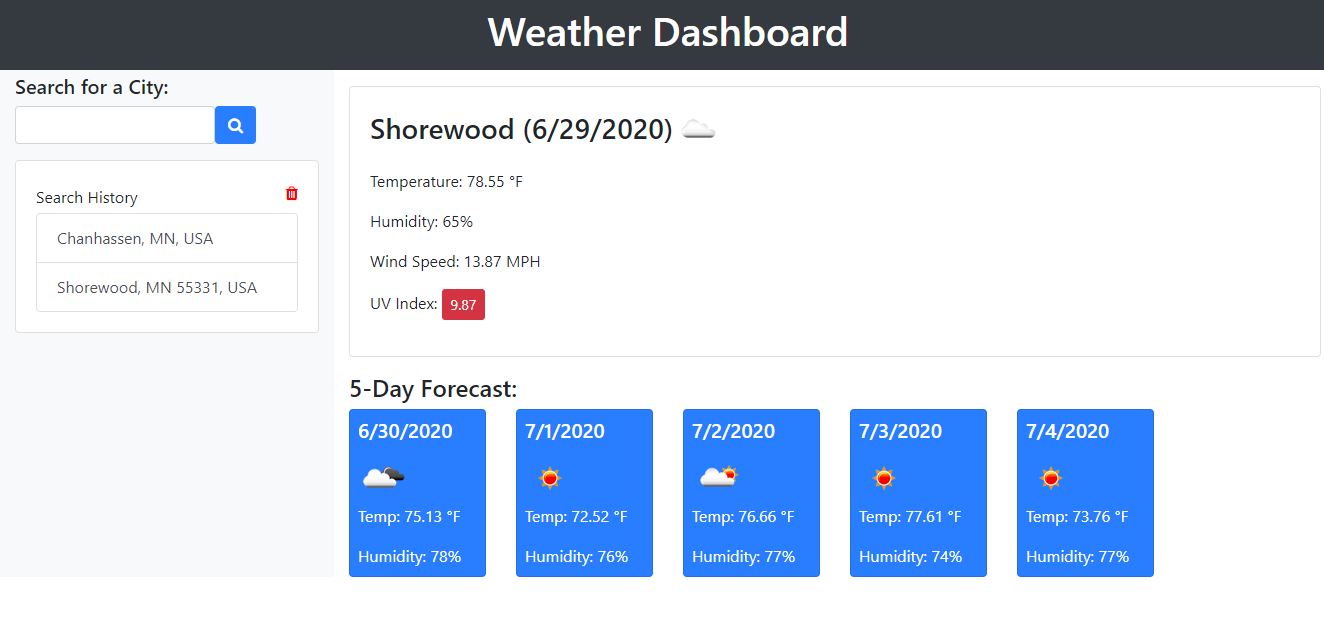 Weather Dashboard
Search for a City:
Search History
Chanhassen, MN, USA
Shorewood, MN 55331, USA
Shorewood (6/29/2020)
Temperature: 78.55 °F
Humidity: 65%
Wind Speed: 13.87 MPH
UV Index: 9.87
5-Day Forecast:
6/30/2020
Temp: 75.13 °F
Humidity: 78%
7/1/2020
Temp: 72.52 °F
Humidity: 76%
7/2/2020
Temp: 76.66 °F
Humidity: 77%
7/3/2020
Temp: 77.61 °F
Humidity: 74%
7/4/2020
Temp: 73.76 °F
Humidity: 77%